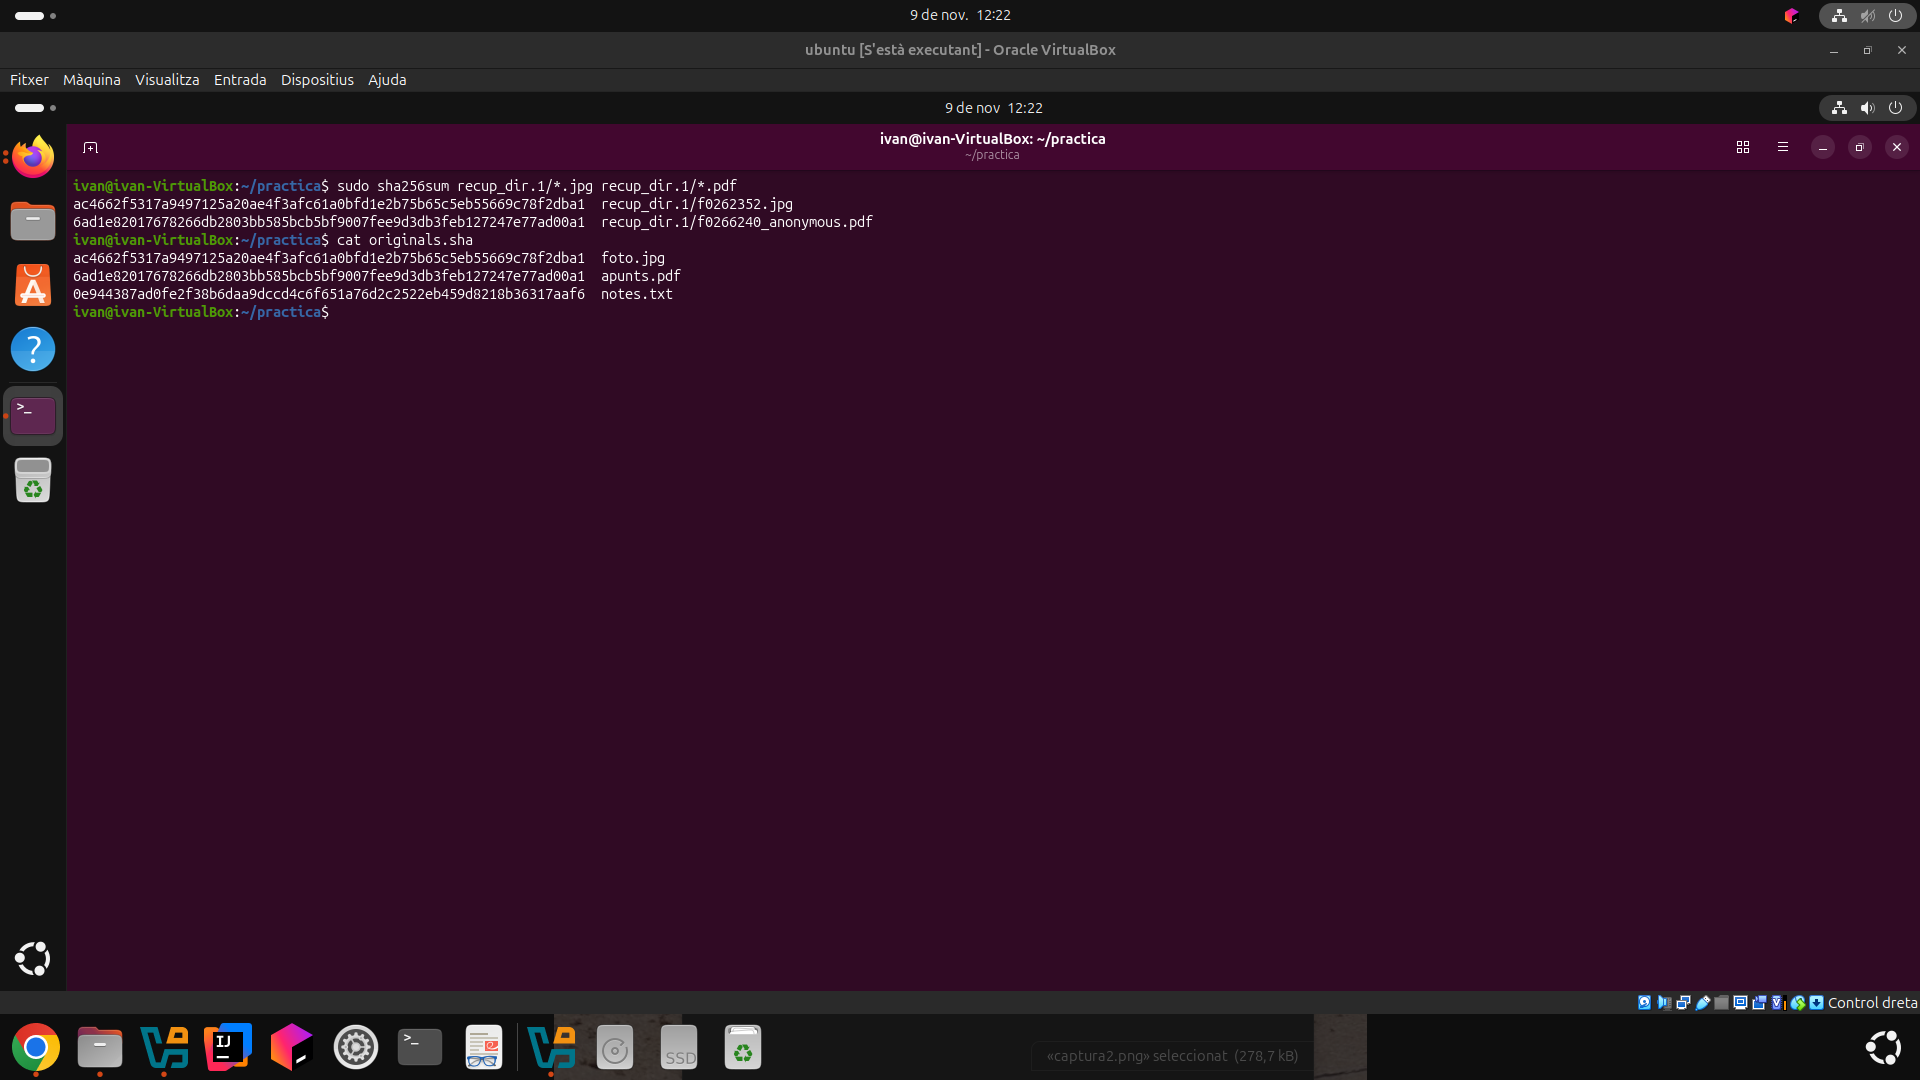 9 de nov. 12:22
ubuntu [S'està executant] - Oracle VirtualBox
Fitxer Màquina Visualitza Entrada Dispositius Ajuda
9 de nov 12:22
ivan@ivan-VirtualBox: ~/practica
~/practica
ivan@ivan-VirtualBox:~/practica$ sudo sha256sum recup_dir.1/*.jpg recup_dir.1/*.pdf
ac4662f5317a9497125a20ae4f3afc61a0bfd1e2b75b65c5eb55669c78f2dba1  recup_dir.1/f0262352.jpg
6ad1e82017678266db2803bb585bcb5bf9007fee9d3db3feb127247e77ad00a1  recup_dir.1/f0266240_anonymous.pdf
ivan@ivan-VirtualBox:~/practica$ cat originals.sha
ac4662f5317a9497125a20ae4f3afc61a0bfd1e2b75b65c5eb55669c78f2dba1  foto.jpg
6ad1e82017678266db2803bb585bcb5bf9007fee9d3db3feb127247e77ad00a1  apunts.pdf
0e944387ad0fe2f38b6daa9dccd4c6f651a76d2c2522eb459d8218b36317aaf6  notes.txt
ivan@ivan-VirtualBox:~/practica$
Control dreta
IJ
SSD
«captura2.png» seleccionat (278,7 kB)